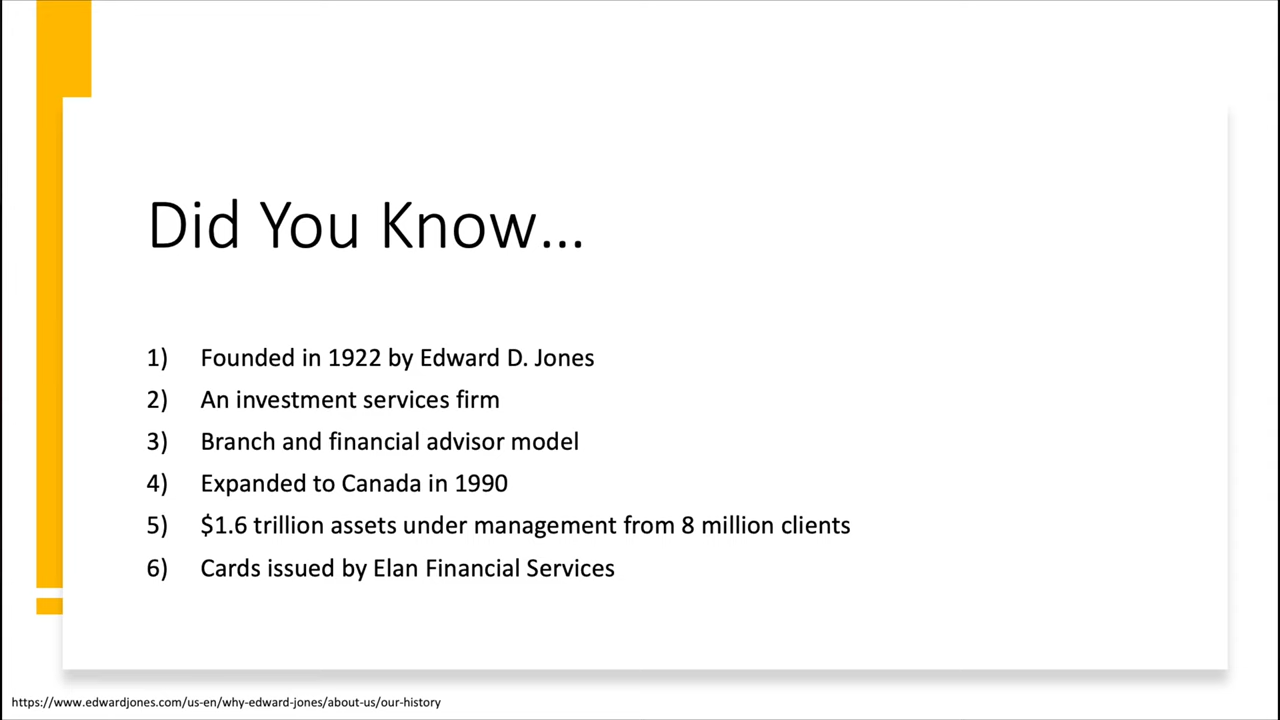 Did You Know...
1) Founded in 1922 by Edward D. Jones
2) An investment services firm
3) Branch and financial advisor model
4) Expanded to Canada in 1990
5) $1.6 trillion assets under management from 8 million clients
6) Cards issued by Elan Financial Services
https://www.edwardjones.com/us-en/why-edward-jones/about-us/our-history